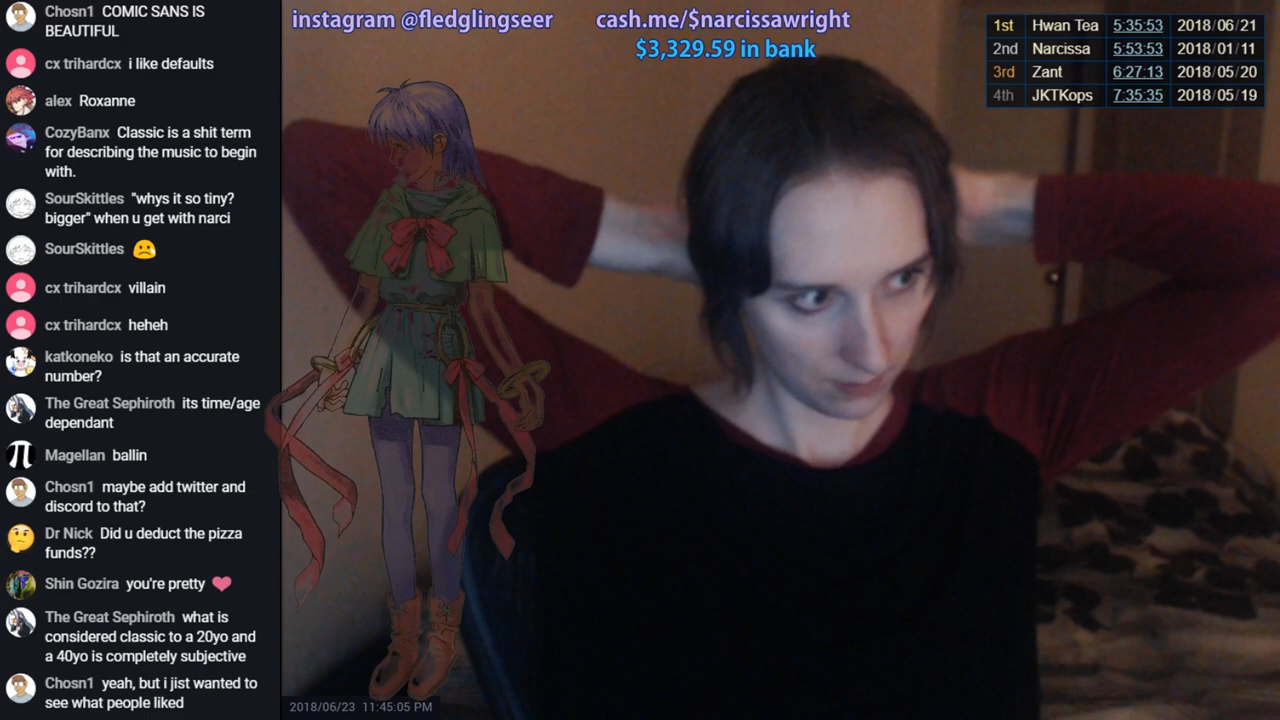 Chosn1 COMIC SANS IS
BEAUTIFUL
cx trihardcx i like defaults
alex Roxanne
CozyBanx Classic is a shit term
for describing the music to begin
with.
SourSkittles "whys it so tiny?
bigger" when u get with narci
SourSkittles
cx trihardcx villain
cx trihardcx heheh
katkoneko is that an accurate
number?
The Great Sephiroth its time/age
dependant
Magellan ballin
Chosn1 maybe add twitter and
discord to that?
Dr Nick Did u deduct the pizza
funds??
Shin Gozira you're pretty
The Great Sephiroth what is
considered classic to a 20yo and
a 40yo is completely subjective
Chosn1 yeah, but i jist wanted to
see what people liked
instagram @fledglingseer cash.me/$narcissawright
$3,329.59 in bank
1st Hwan Tea 5:35:53 2018/06/21
2nd Narcissa 5:53:53 2018/01/11
3rd Zant 6:27:13 2018/05/20
4th JKTKops 7:35:35 2018/05/19
2018/06/23 11:45:05 PM